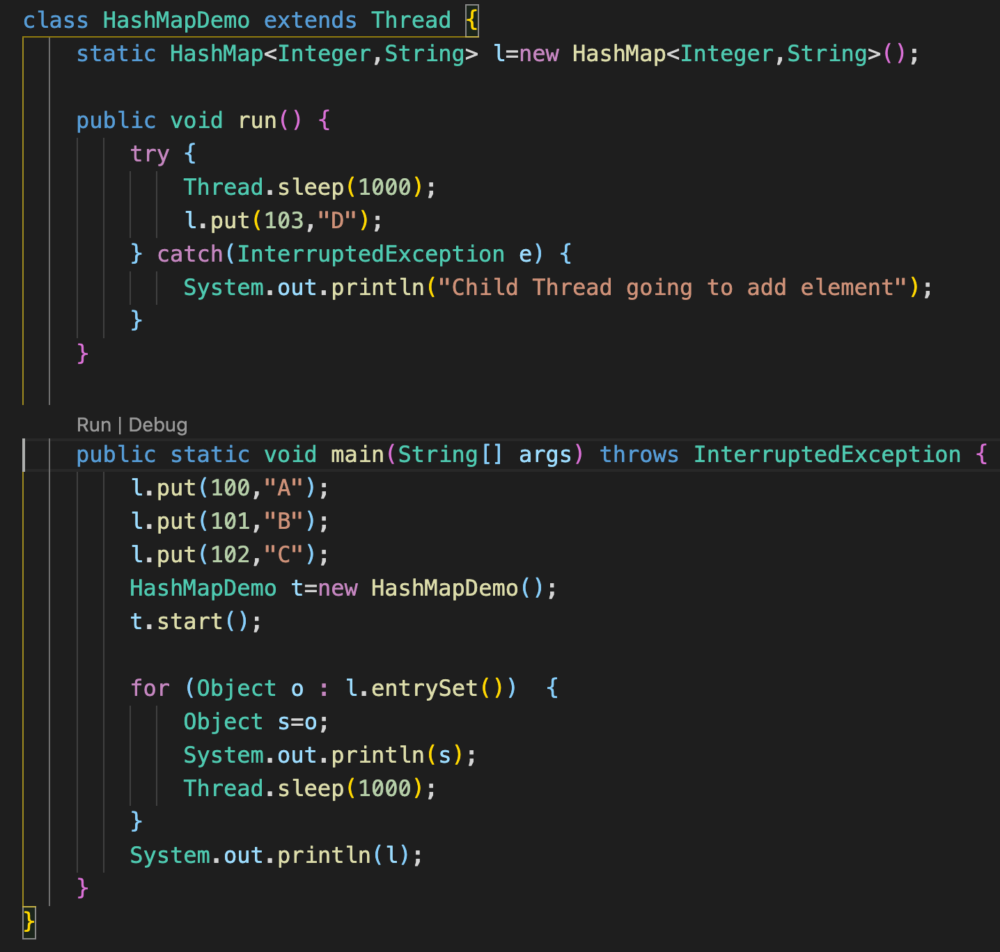 class HashMapDemo extends Thread {
    static HashMap<Integer,String> l=new HashMap<Integer,String>();

    public void run() {
        try {
            Thread.sleep(1000);
            l.put(103,"D");
        } catch(InterruptedException e) {
            System.out.println("Child Thread going to add element");
        }
    }

    Run | Debug
    public static void main(String[] args) throws InterruptedException {
        l.put(100,"A");
        l.put(101,"B");
        l.put(102,"C");
        HashMapDemo t=new HashMapDemo();
        t.start();

        for (Object o : l.entrySet())  {
            Object s=o;
            System.out.println(s);
            Thread.sleep(1000);
        }
        System.out.println(l);
    }
}